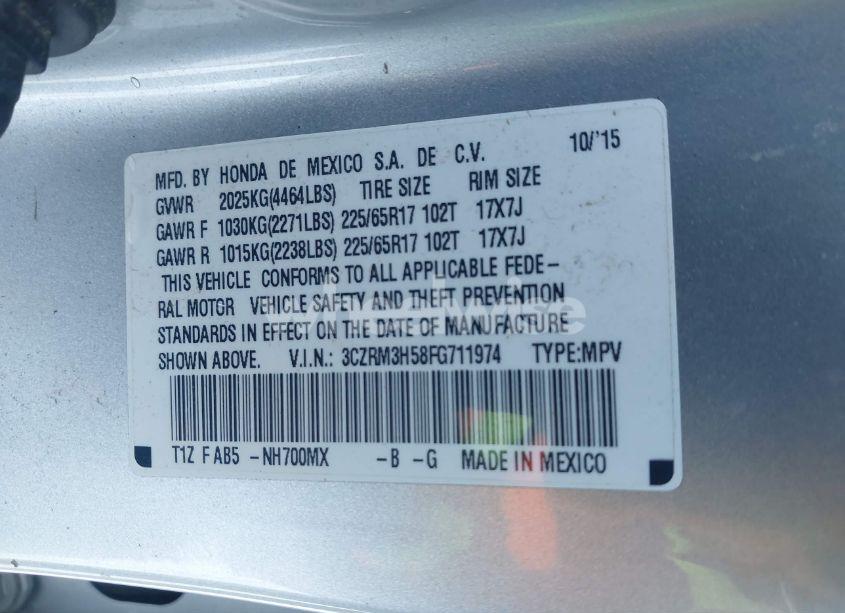 MFD. BY HONDA DE MEXICO S.A. DE C.V. 10/'15
GVWR 2025KG(4464LBS) TIRE SIZE RIM SIZE
GAWR F 1030KG(2271LBS) 225/65R17 102T 17X7J
GAWR R 1015KG(2238LBS) 225/65R17 102T 17X7J
THIS VEHICLE CONFORMS TO ALL APPLICABLE FEDE-
RAL MOTOR VEHICLE SAFETY AND THEFT PREVENTION
STANDARDS IN EFFECT ON THE DATE OF MANUFACTURE
SHOWN ABOVE. V.I.N.: 3CZRM3H58FG711974 TYPE:MPV
T1Z F AB5 -NH700MX -B -G MADE IN MEXICO